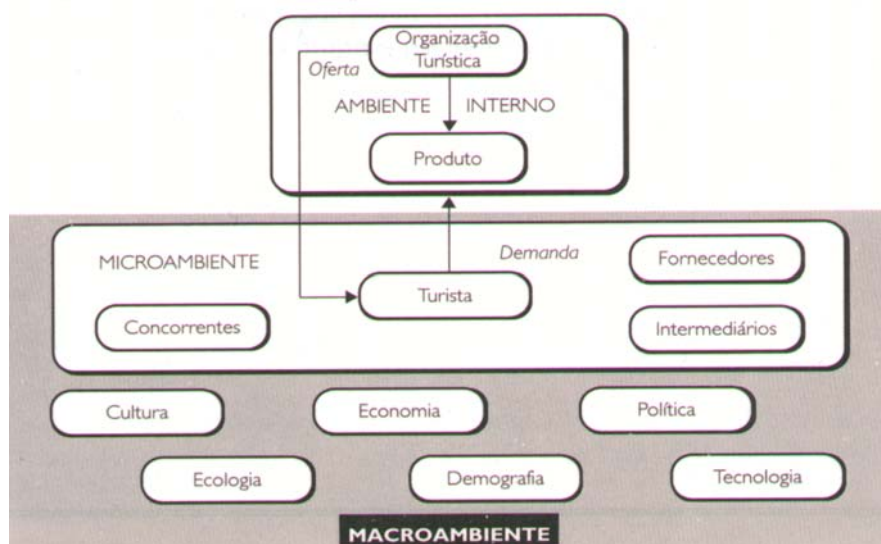 Organização
Turística
Oferta
AMBIENTE INTERNO
Produto
MICROAMBIENTE
Demanda
Fornecedores
Turista
Concorrentes
Intermediários
Cultura
Economia
Política
Ecologia
Demografia
Tecnologia
MACROAMBIENTE